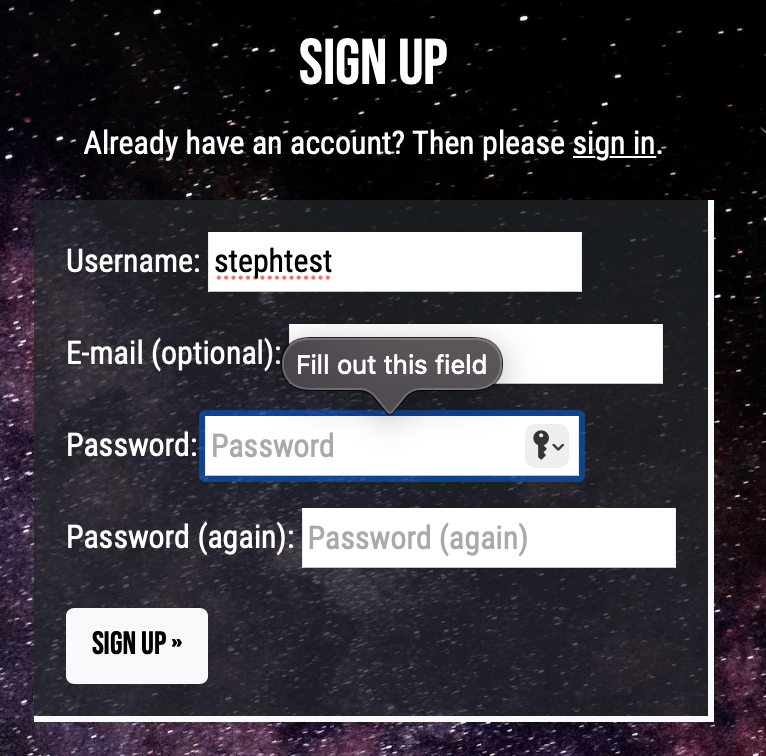 SIGN UP
Already have an account? Then please sign in.
Username: stephtest
E-mail (optional):
Fill out this field
Password: Password
Password (again): Password (again)
SIGN UP »